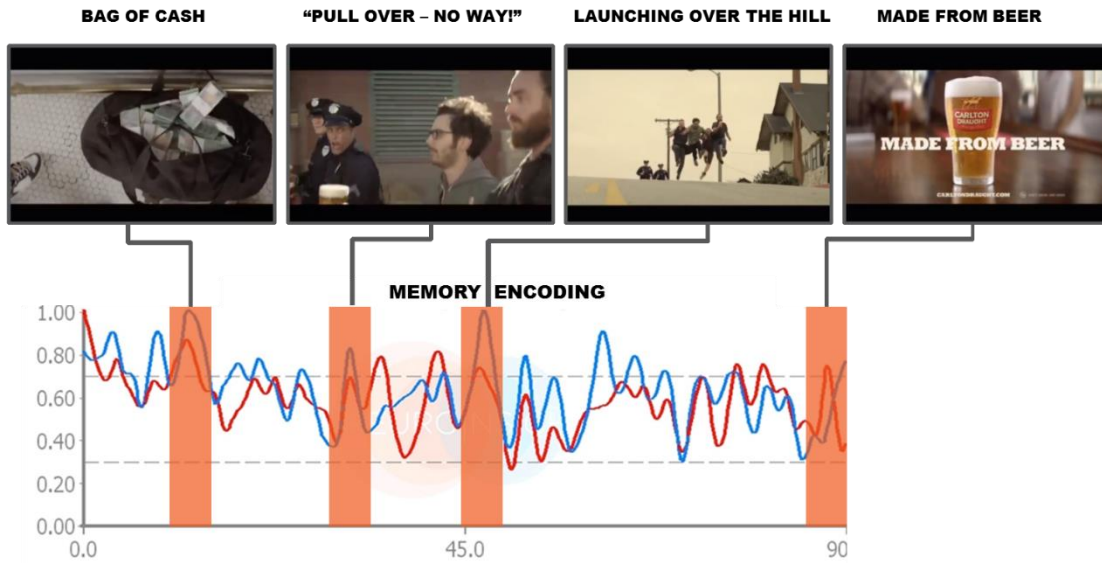 BAG OF CASH
“PULL OVER – NO WAY!”
LAUNCHING OVER THE HILL
MADE FROM BEER
CARLTON
DRAUGHT
MADE FROM BEER
CARLTONDRAUGHT.COM
MEMORY ENCODING
1.00
0.80
0.60
0.40
0.20
0.00
0.0
45.0
90